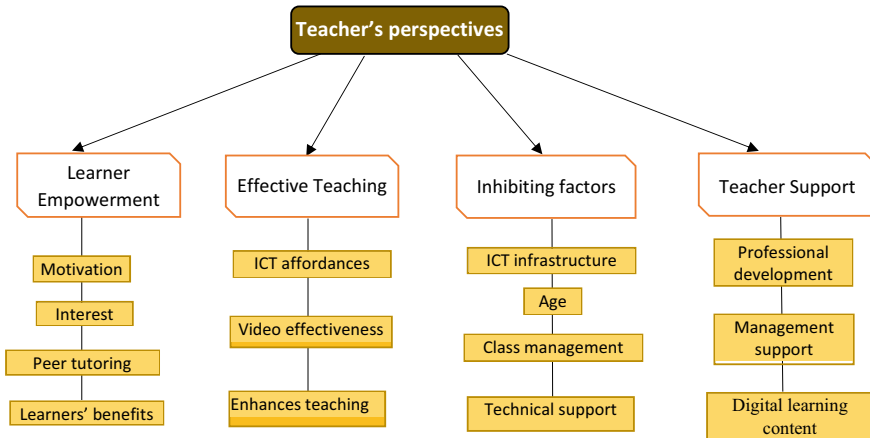 Teacher's perspectives
Learner
Empowerment
Motivation
Interest
Peer tutoring
Learners' benefits
Effective Teaching
ICT affordances
Video effectiveness
Enhances teaching
Inhibiting factors
ICT infrastructure
Age
Class management
Technical support
Teacher Support
Professional
development
Management
support
Digital learning
content